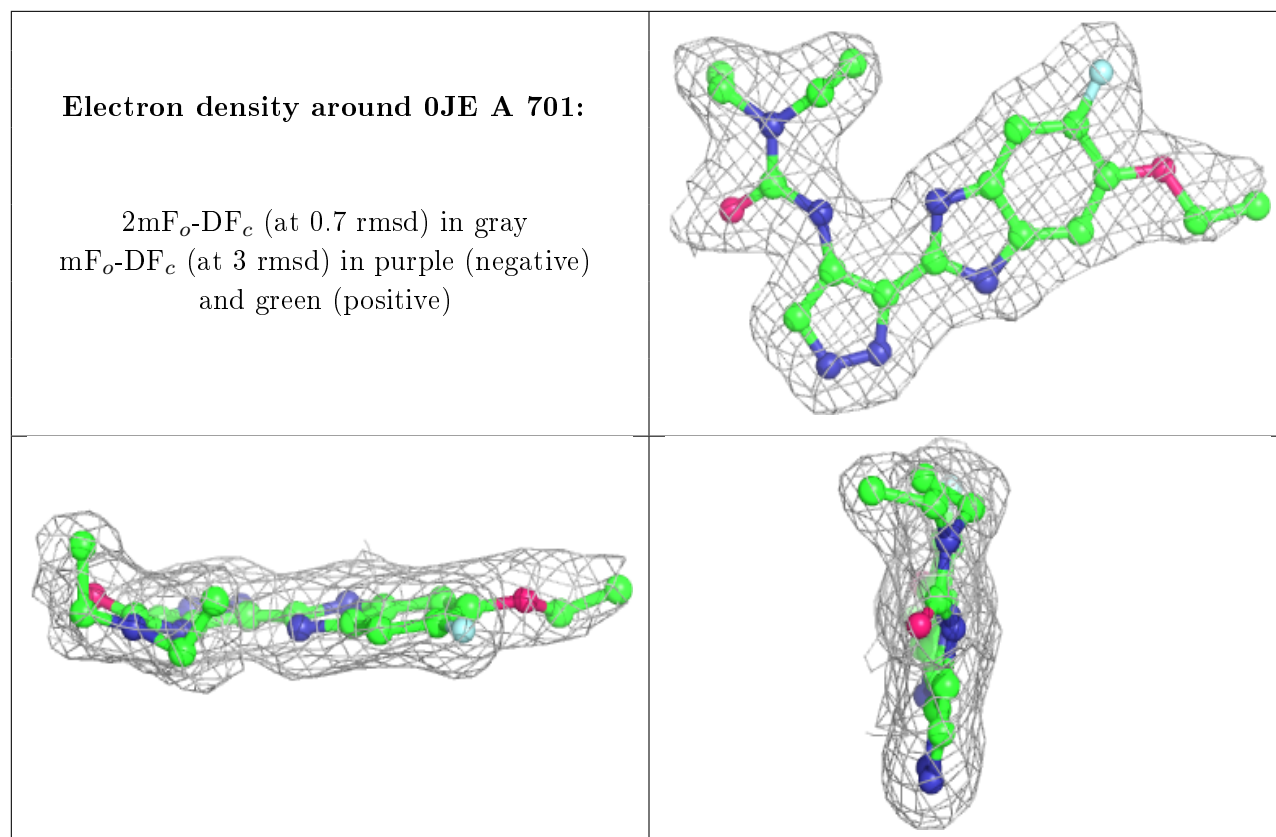 Electron density around 0JE A 701:
2mFo-DFc (at 0.7 rmsd) in gray
mFo-DFc (at 3 rmsd) in purple (negative)
and green (positive)